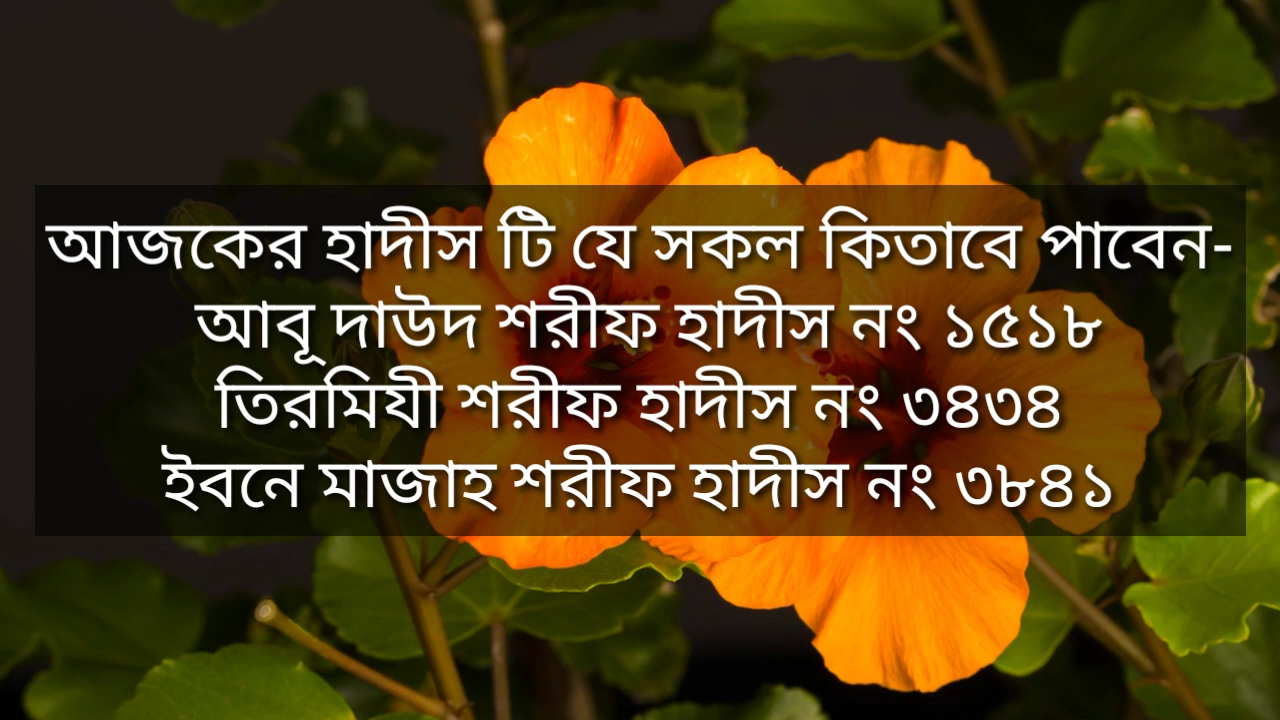 আজকের হাদীস টি যে সকল কিতাবে পাবেন-
আবূ দাউদ শরীফ হাদীস নং ১৫১৮
তিরমিযী শরীফ হাদীস নং ৩৪৩৪
ইবনে মাজাহ শরীফ হাদীস নং ৩৮৪১